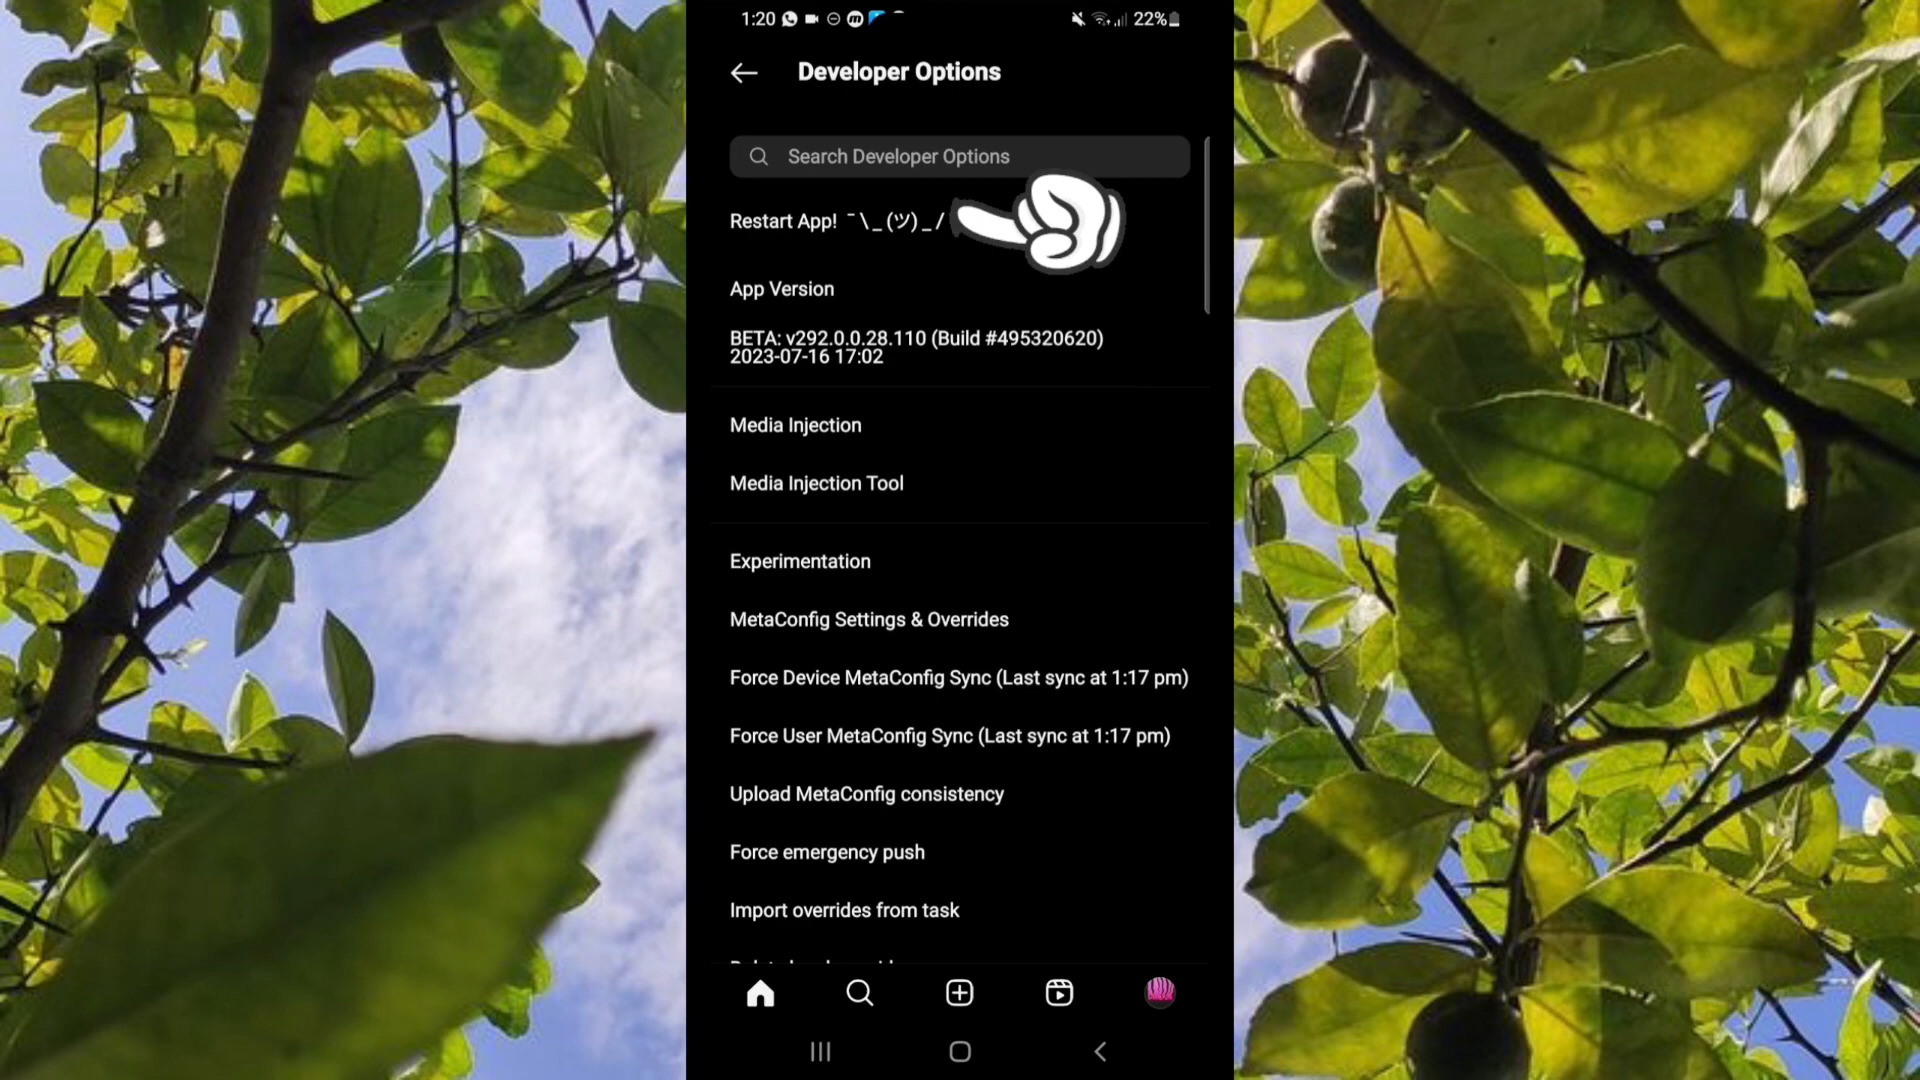 1:20
22%
Developer Options
Search Developer Options
Restart App! ¯\_(ツ)_/
App Version
BETA: v292.0.0.28.110 (Build #495320620)
2023-07-16 17:02
Media Injection
Media Injection Tool
Experimentation
MetaConfig Settings & Overrides
Force Device MetaConfig Sync (Last sync at 1:17 pm)
Force User MetaConfig Sync (Last sync at 1:17 pm)
Upload MetaConfig consistency
Force emergency push
Import overrides from task